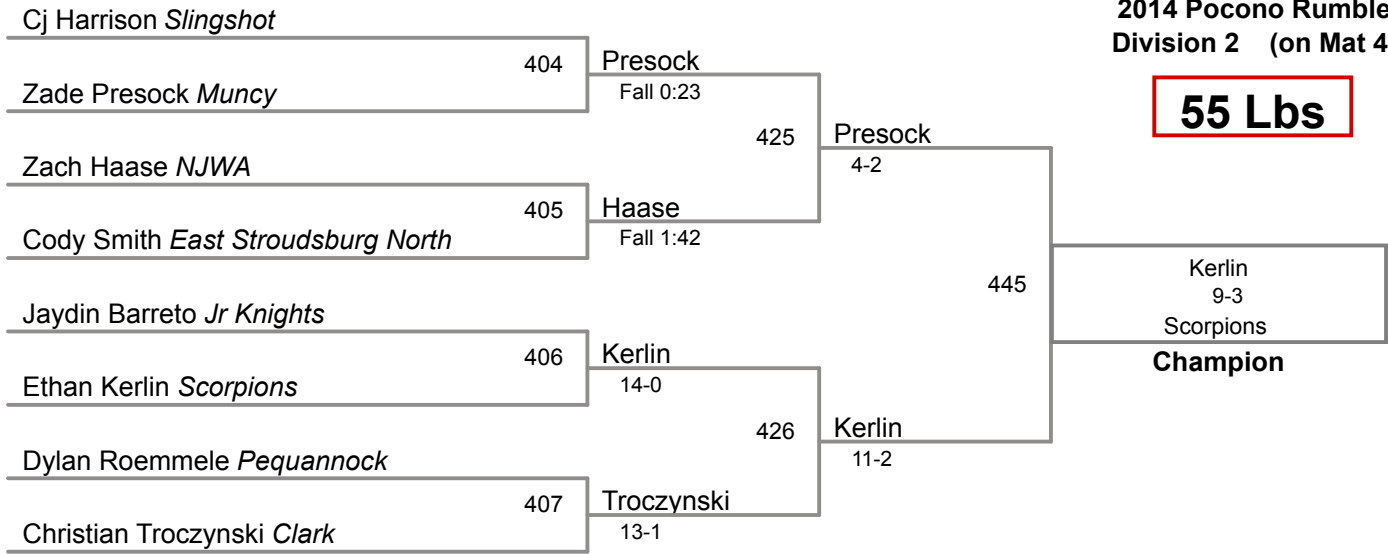 2014 Pocono Rumble
Division 2 (on Mat 4
55 Lbs
Cj Harrison Slingshot
404
Zade Presock Muncy
Presock
Fall 0:23
425
Zach Haase NJWA
405
Cody Smith East Stroudsburg North
Haase
Fall 1:42
Presock
4-2
445
Jaydin Barreto Jr Knights
406
Ethan Kerlin Scorpions
Kerlin
14-0
426
Dylan Roemmele Pequannock
407
Christian Troczynski Clark
Troczynski
13-1
Kerlin
11-2
Kerlin
9-3
Scorpions
Champion